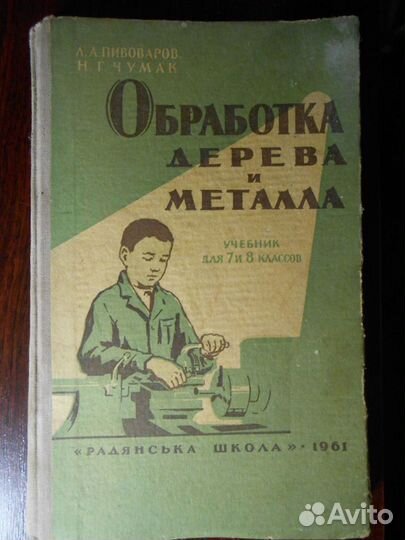 Л. А. ПИВОВАРОВ,
Н. Г. ЧУМАК
ОБРАБОТКА
ДЕРЕВА
И
МЕТАЛЛА
УЧЕБНИК
ДЛЯ 7 И 8 КЛАССОВ
«РАДЯНСЬКА ШКОЛА» · 1961
Avito